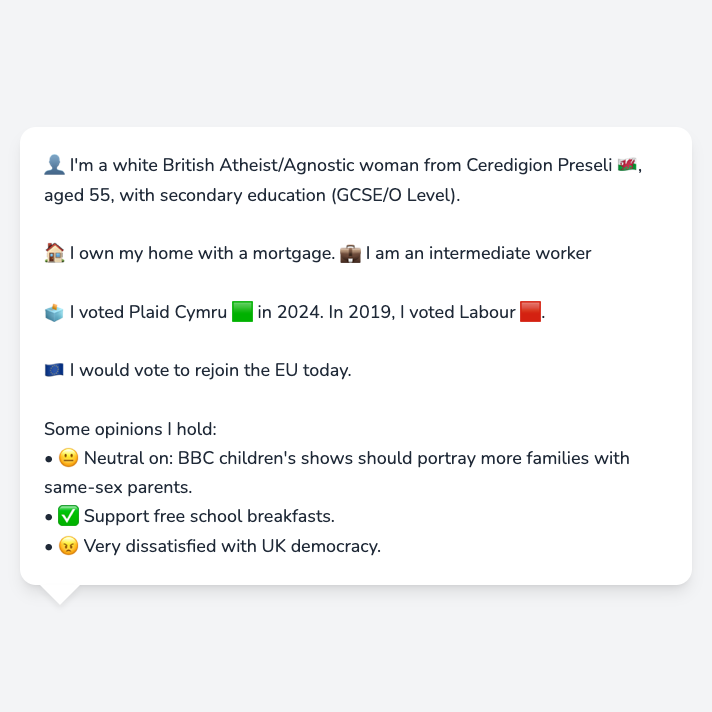 👤 I'm a white British Atheist/Agnostic woman from Ceredigion Preseli 🏴󠁧󠁢󠁷󠁬󠁳󠁿,
aged 55, with secondary education (GCSE/O Level).
🏠 I own my home with a mortgage. 💼 I am an intermediate worker
🗳️ I voted Plaid Cymru 🟩 in 2024. In 2019, I voted Labour 🟥.
🇪🇺 I would vote to rejoin the EU today.
Some opinions I hold:
• 😐 Neutral on: BBC children's shows should portray more families with
same-sex parents.
• ✅ Support free school breakfasts.
• 😠 Very dissatisfied with UK democracy.